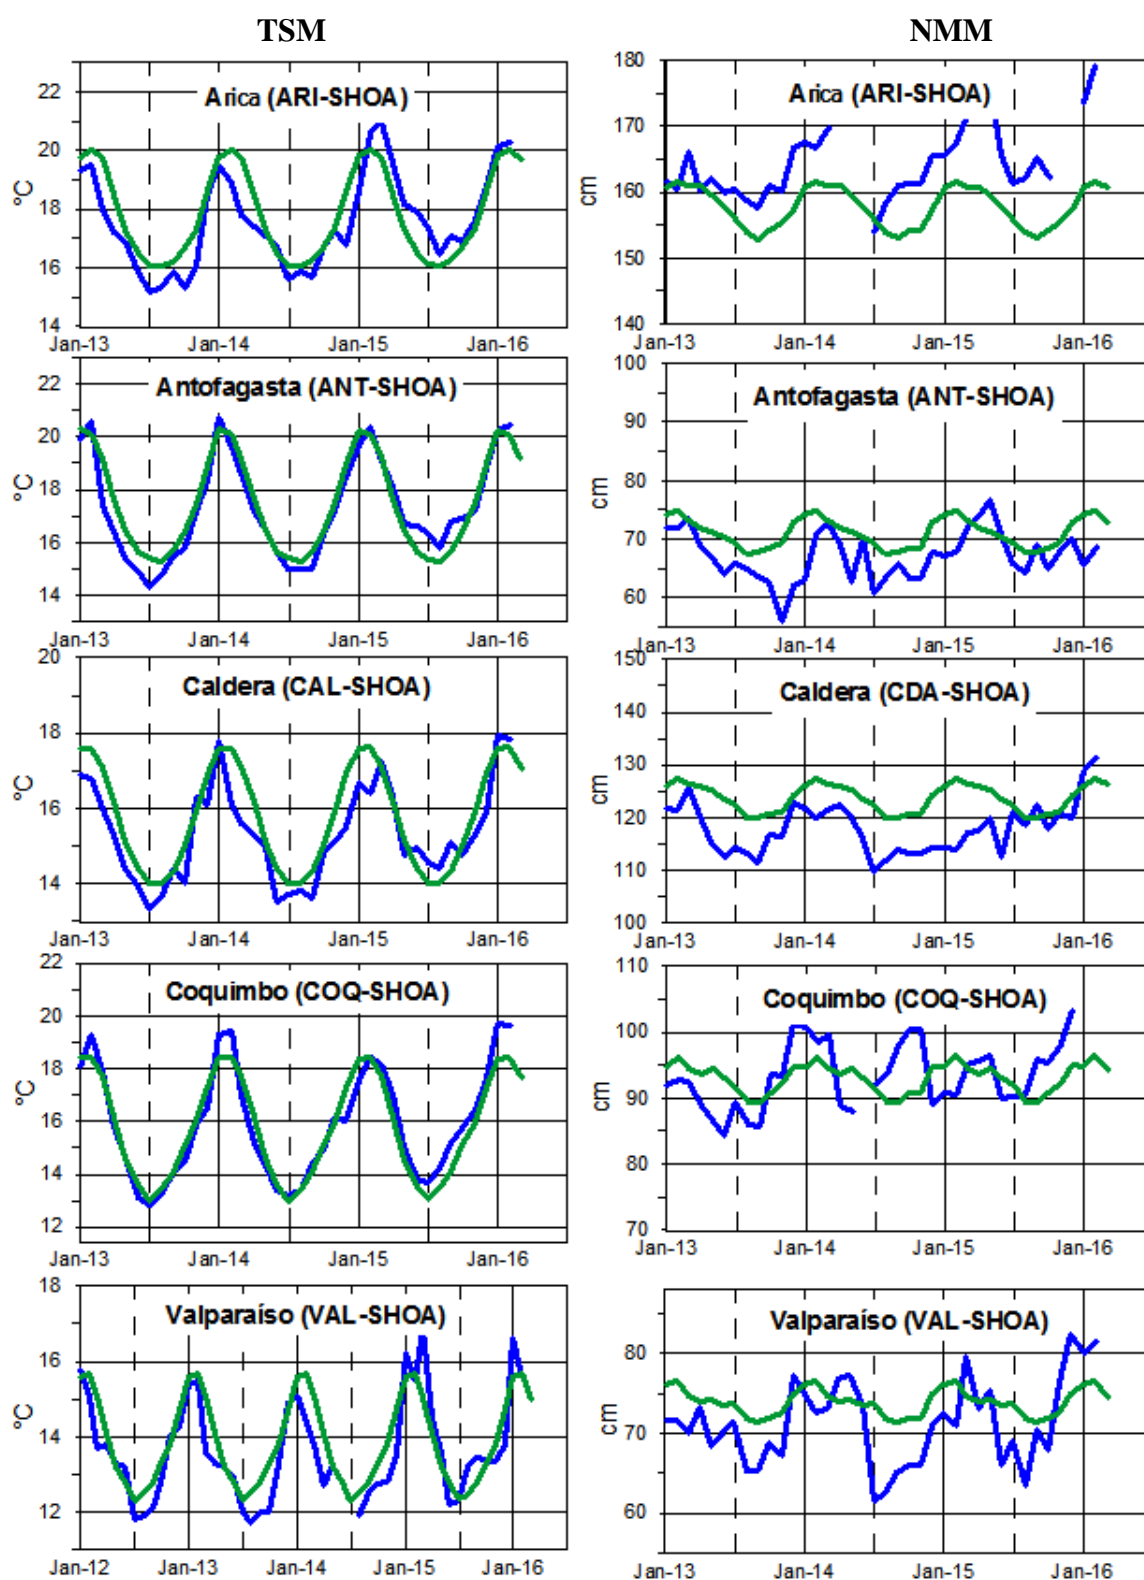 TSM
NMM
Arica (ARI-SHOA)
°C
22
20
18
16
14
Jan-13 Jan-14 Jan-15 Jan-16
Arica (ARI-SHOA)
cm
180
170
160
150
140
Jan-13 Jan-14 Jan-15 Jan-16
Antofagasta (ANT-SHOA)
°C
22
20
18
16
14
Jan-13 Jan-14 Jan-15 Jan-16
Antofagasta (ANT-SHOA)
cm
100
90
80
70
60
Jan-13 Jan-14 Jan-15 Jan-16
Caldera (CAL-SHOA)
°C
20
18
16
14
Jan-13 Jan-14 Jan-15 Jan-16
Caldera (CDA-SHOA)
cm
150
140
130
120
110
100
Jan-13 Jan-14 Jan-15 Jan-16
Coquimbo (COQ-SHOA)
°C
22
20
18
16
14
12
Jan-13 Jan-14 Jan-15 Jan-16
Coquimbo (COQ-SHOA)
cm
110
100
90
80
70
Jan-13 Jan-14 Jan-15 Jan-16
Valparaíso (VAL-SHOA)
°C
18
16
14
12
Jan-12 Jan-13 Jan-14 Jan-15 Jan-16
Valparaíso (VAL-SHOA)
cm
80
70
60
Jan-13 Jan-14 Jan-15 Jan-16